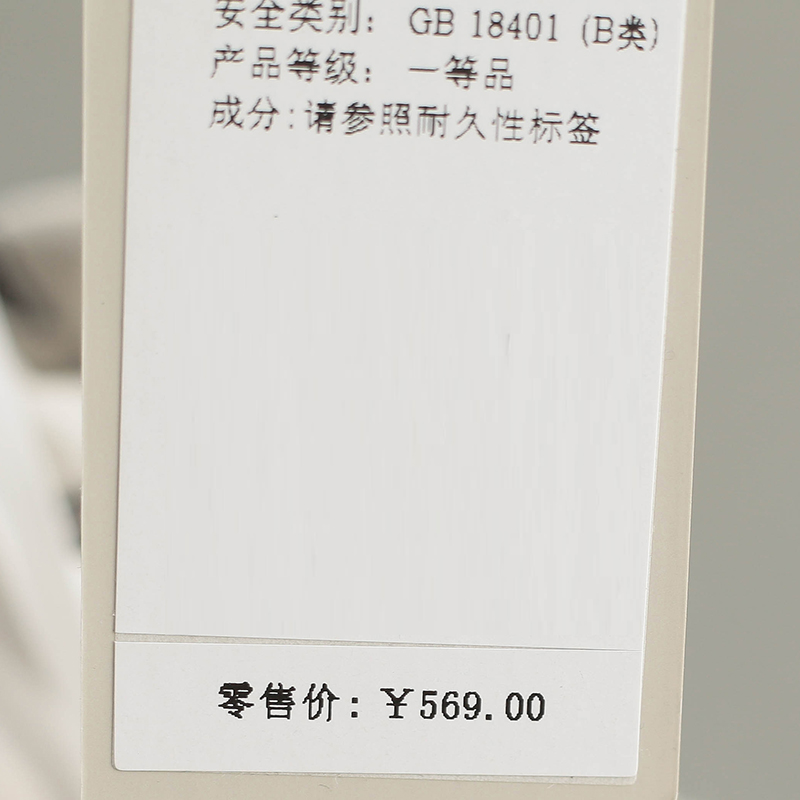 安全类别: GB 18401 (B类)
产品等级: 一等品
成分:请参照耐久性标签
零售价: ¥569.00